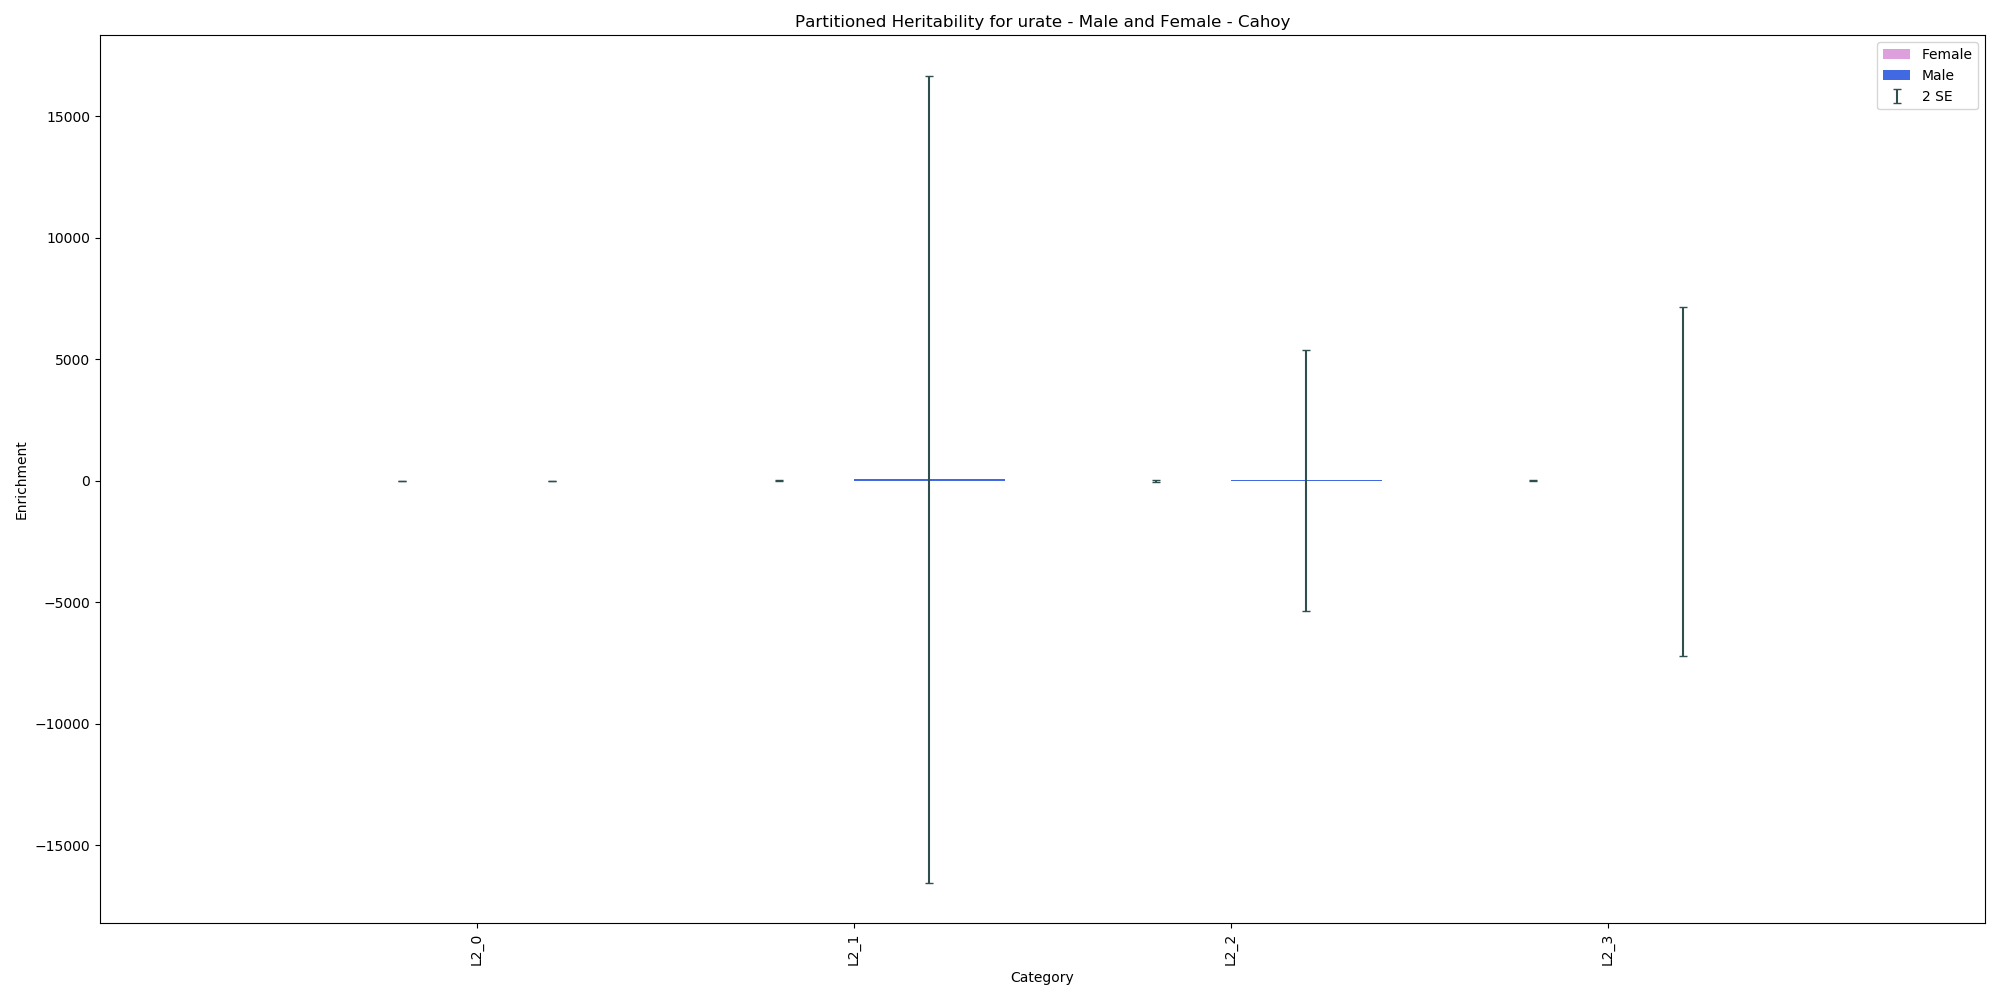 Partitioned Heritability for urate - Male and Female - Cahoy
Female
Male
2 SE
15000
10000
5000
0
−5000
−10000
−15000
Enrichment
L2_0
L2_1
L2_2
L2_3
Category